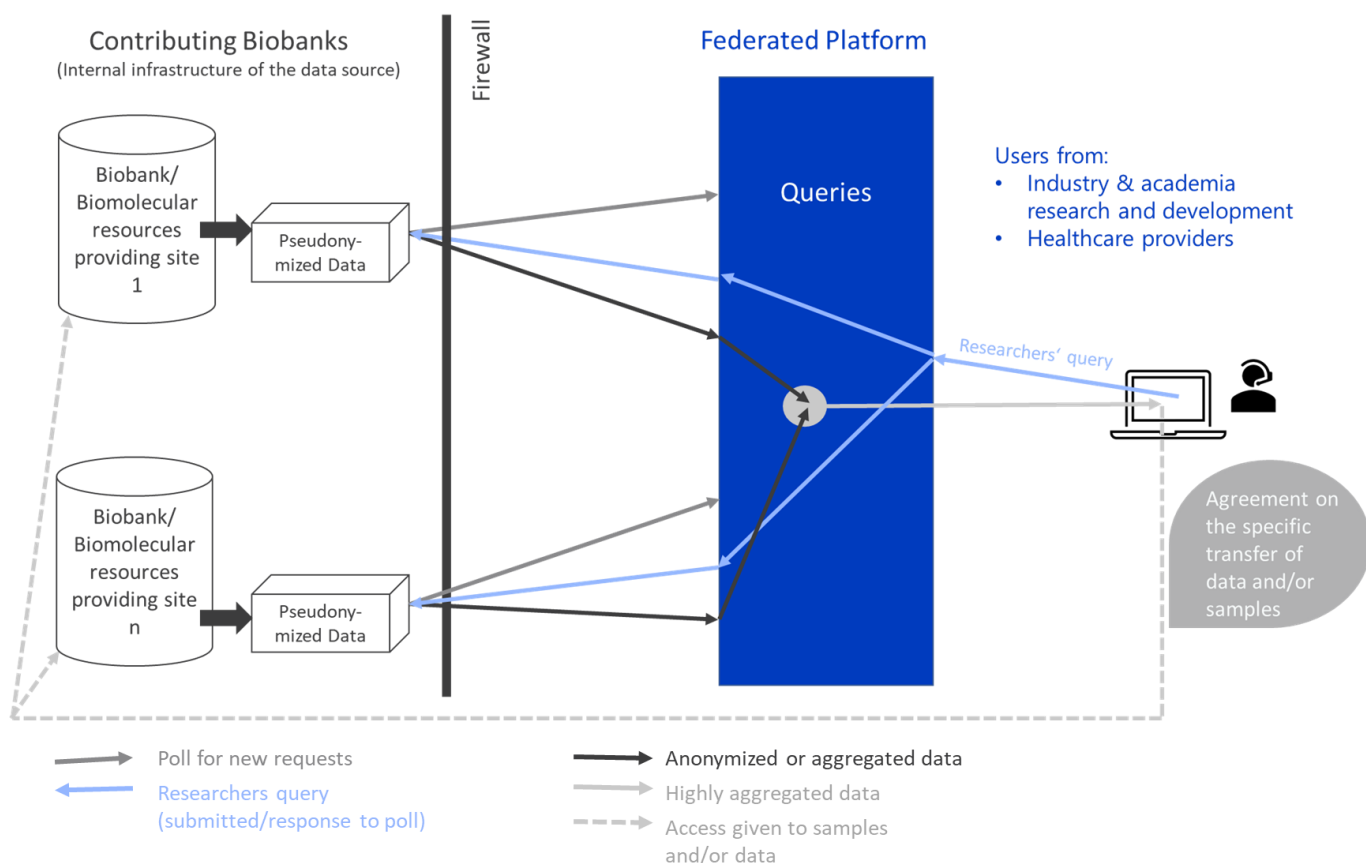 Contributing Biobanks
(Internal infrastructure of the data source)
Firewall
Federated Platform
Biobank/
Biomolecular
resources
providing site
1
Pseudony-
mized Data
Queries
Users from:
• Industry & academia
research and development
• Healthcare providers
Researchers‘ query
Biobank/
Biomolecular
resources
providing site
n
Pseudony-
mized Data
Agreement on
the specific
transfer of
data and/or
samples
Poll for new requests
Researchers query
(submitted/response to poll)
Anonymized or aggregated data
Highly aggregated data
Access given to samples
and/or data